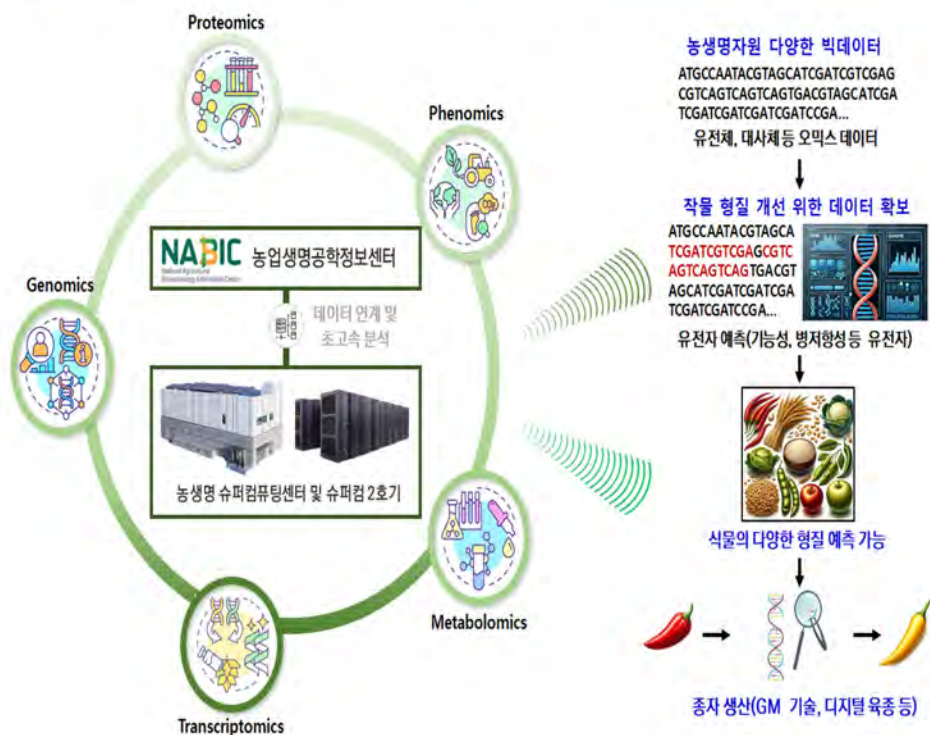 Proteomics
Phenomics
Genomics
NABIC
National Agricultural
Biotechnology Information Center
농업생명공학정보센터
데이터 연계 및
초고속 분석
농생명 슈퍼컴퓨팅센터 및 슈퍼컴 2호기
Metabolomics
Transcriptomics
농생명자원 다양한 빅데이터
ATGCCAATACGTAGCATCGATCGTCGAG
CGTCAGTCAGTCAGTGACGTAGCATCGA
TCGATCGATCGATCGATCCGA...
유전체, 대사체 등 오믹스 데이터
작물 형질 개선 위한 데이터 확보
ATGCCAATACGTAGCA
TCGATCGTCGAGCGTC
AGTCAGTCAGTGACGT
AGCATCGATCGATCGA
TCGATCGATCCGA...
유전자 예측(기능성, 병저항성 등 유전자)
식물의 다양한 형질 예측 가능
종자 생산(GM 기술, 디지털 육종 등)